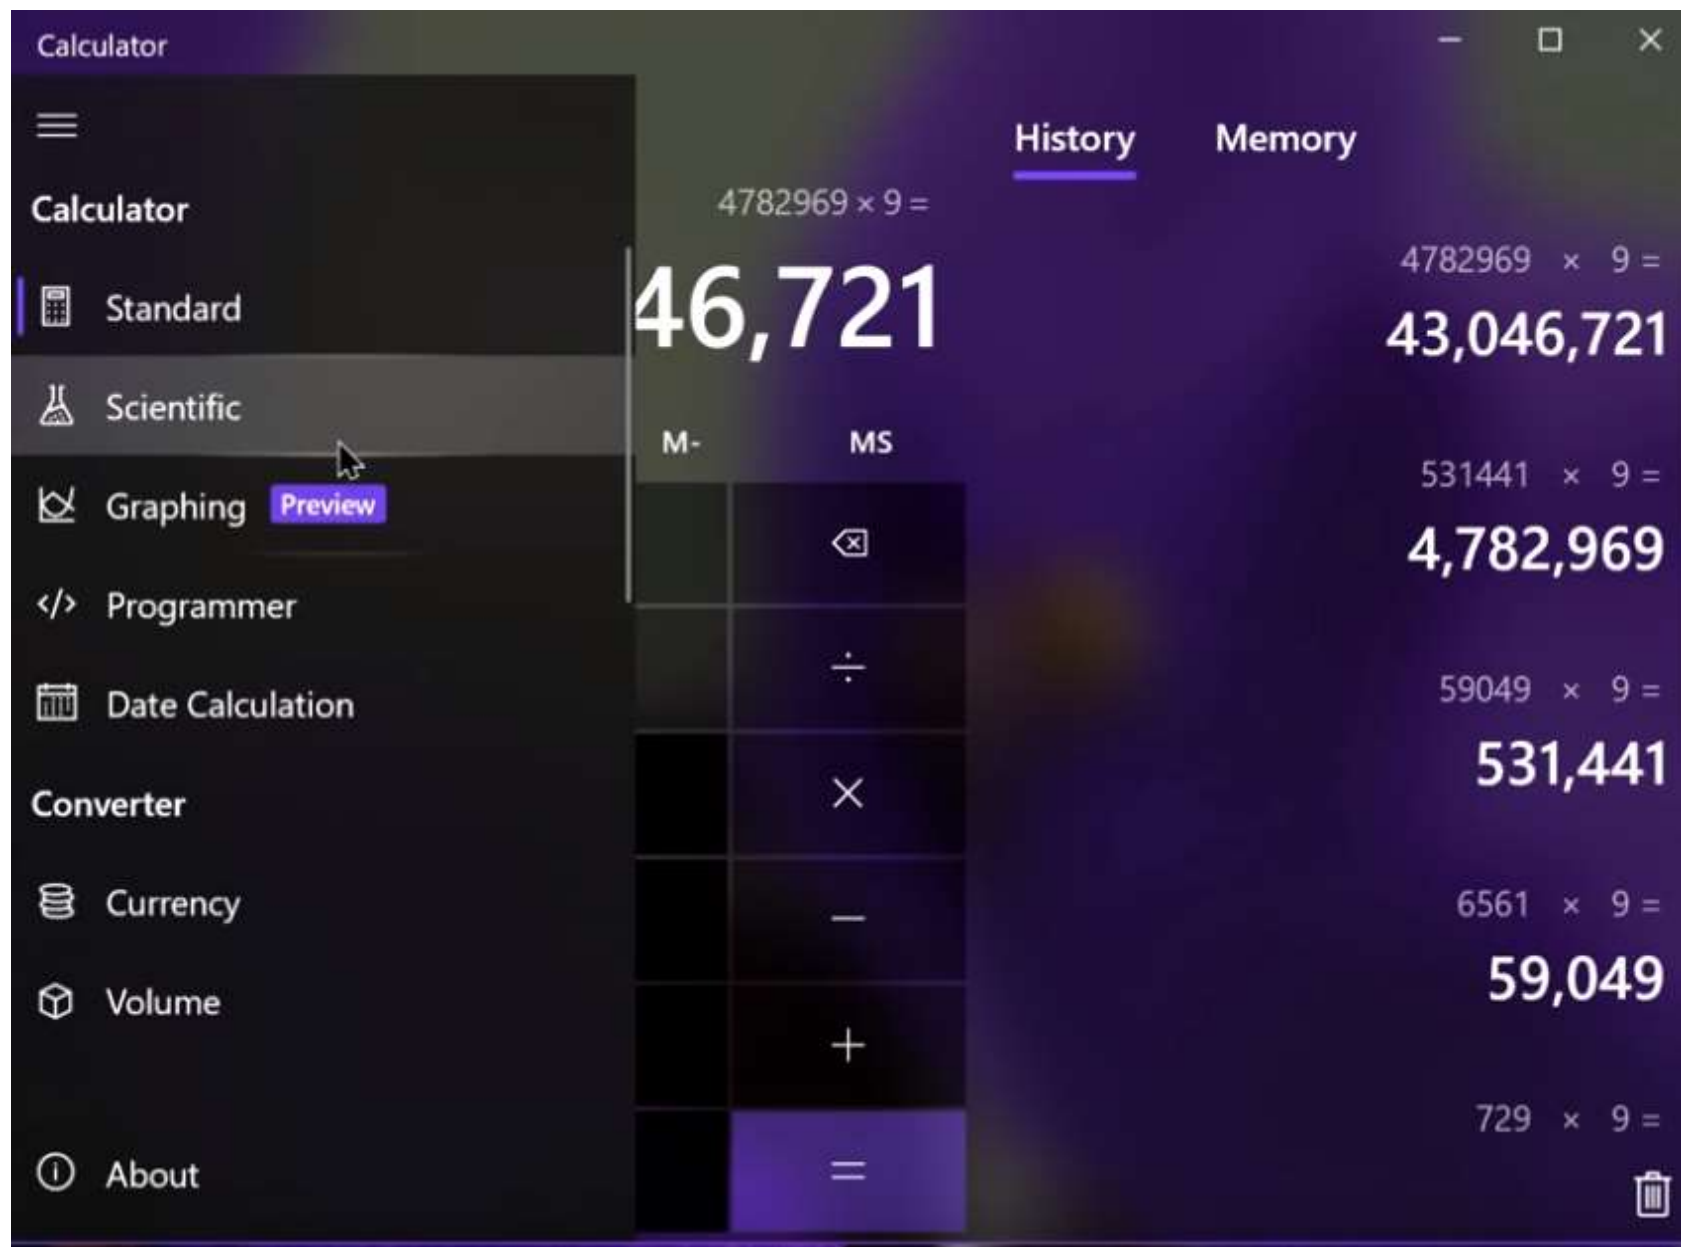 Calculator
Calculator
Standard
Scientific
Graphing Preview
Programmer
Date Calculation
Converter
Currency
Volume
About
4782969 × 9 =
46,721
M-
MS
÷
×
−
+
=
History Memory
4782969 × 9 =
43,046,721
531441 × 9 =
4,782,969
59049 × 9 =
531,441
6561 × 9 =
59,049
729 × 9 =